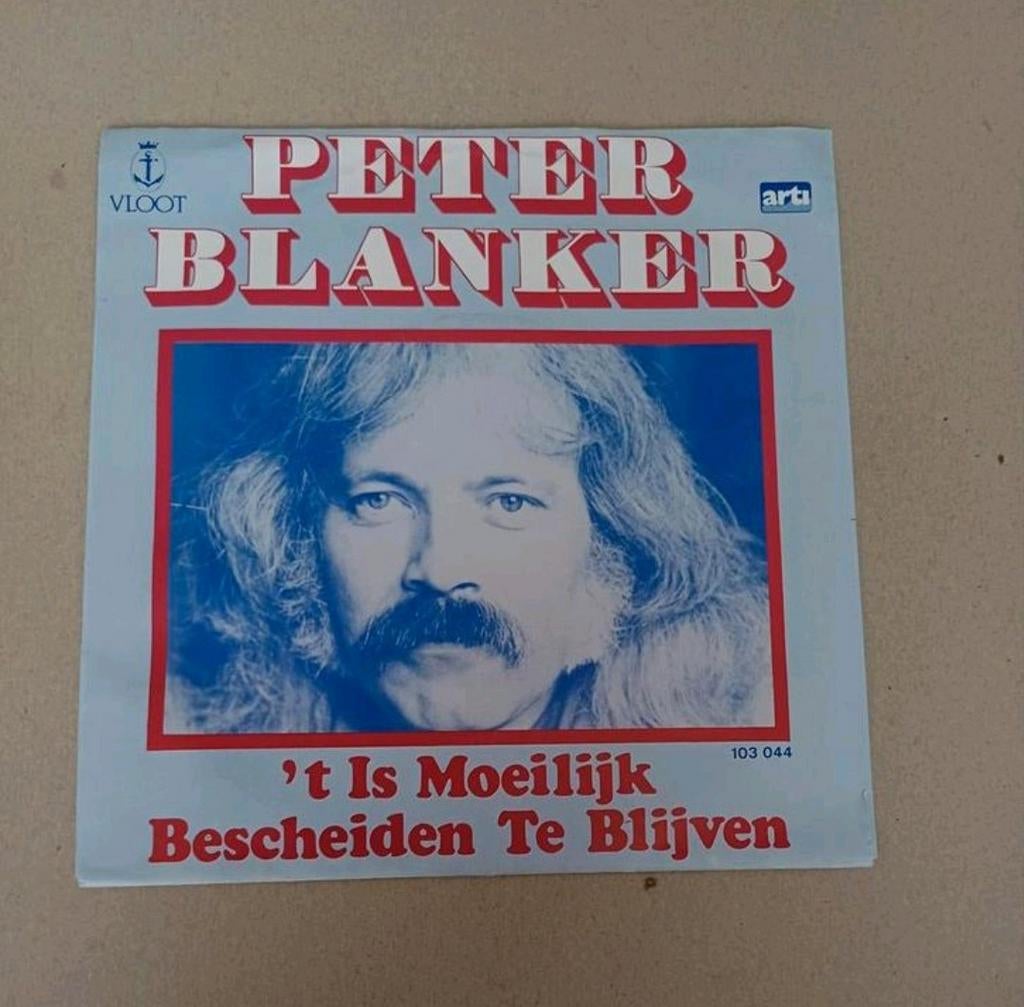 VLOOT
PETER
arti
BLANKER
103 044
't Is Moeilijk
Bescheiden Te Blijven